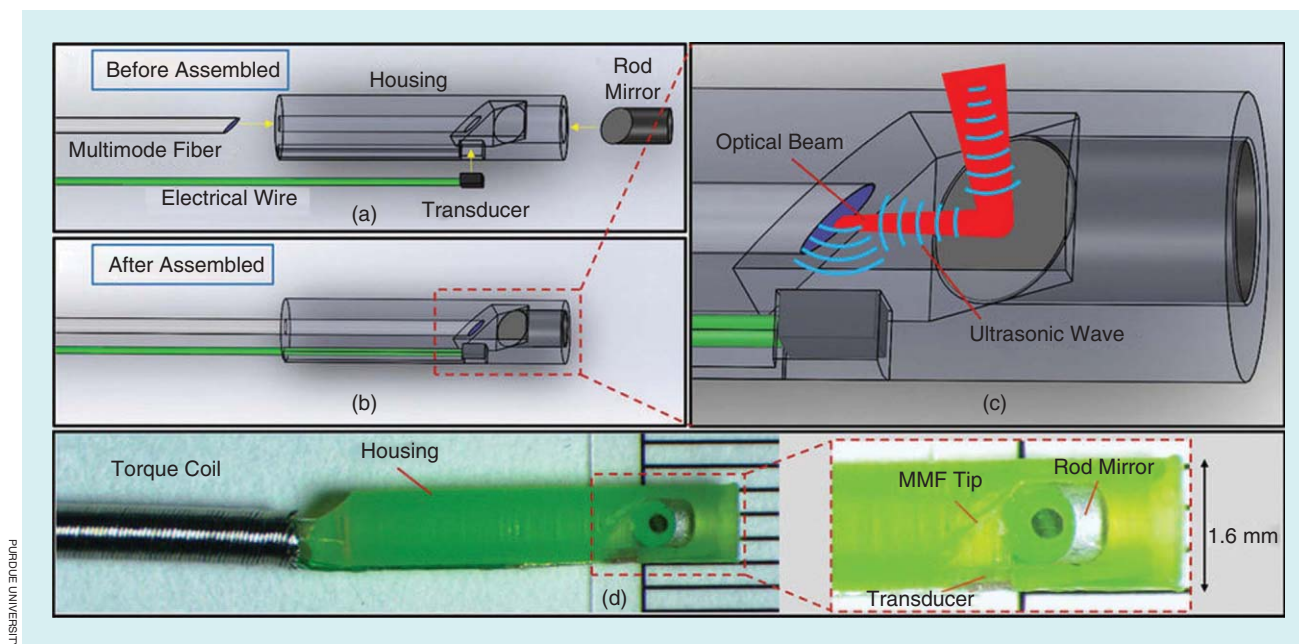 Before Assembled
Housing
Rod
Mirror
Multimode Fiber
Electrical Wire
Transducer
(a)
After Assembled
(b)
Optical Beam
Ultrasonic Wave
(c)
Torque Coil
Housing
(d)
MMF Tip
Rod Mirror
Transducer
1.6 mm
PURDUE UNIVERSITY